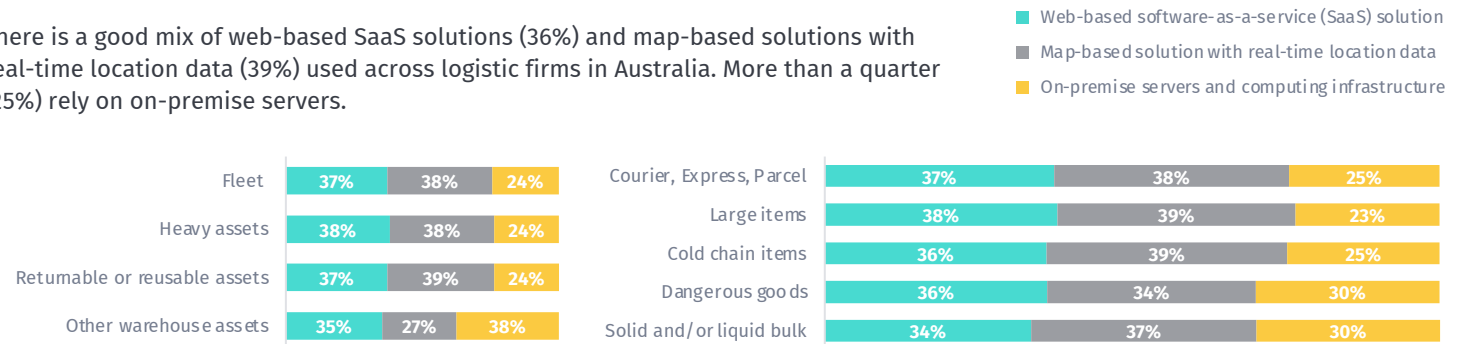 here is a good mix of web-based SaaS solutions (36%) and map-based solutions with
eal-time location data (39%) used across logistic firms in Australia. More than a quarter
25%) rely on on-premise servers.
Web-based software-as-a-service (SaaS) solution
Map-based solution with real-time location data
On-premise servers and computing infrastructure
Fleet 37% 38% 24%
Heavy assets 38% 38% 24%
Returnable or reusable assets 37% 39% 24%
Other warehouse assets 35% 27% 38%
Courier, Express, Parcel 37% 38% 25%
Large items 38% 39% 23%
Cold chain items 36% 39% 25%
Dangerous goods 36% 34% 30%
Solid and/or liquid bulk 34% 37% 30%